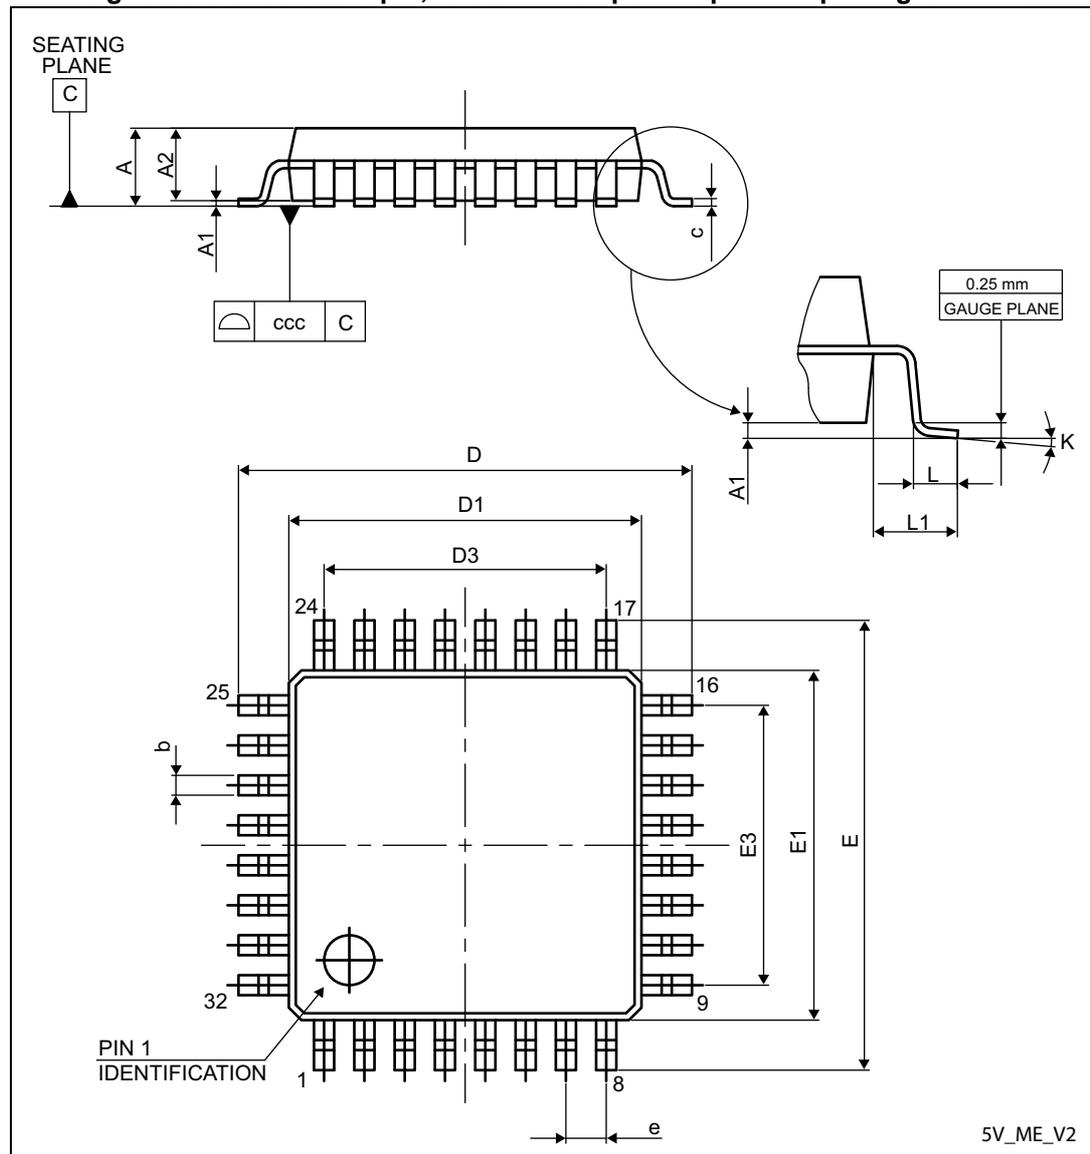 SEATING
PLANE
C
A
A2
A1
c
ccc
C
0.25 mm
GAUGE PLANE
K
A1
L
L1
D
D1
D3
24
17
25
16
b
E3
E1
E
32
9
PIN 1
IDENTIFICATION
1
8
e
5V_ME_V2